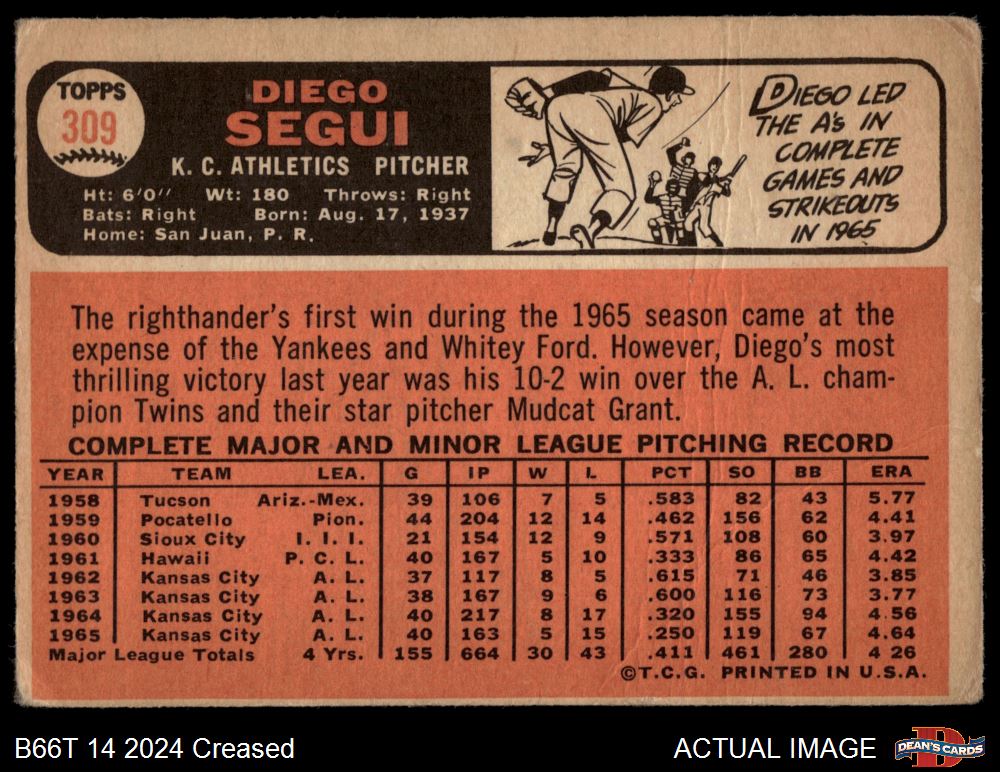 TOPPS
309
DIEGO
SEGUI
K. C. ATHLETICS PITCHER
Ht: 6'0'' Wt: 180 Throws: Right
Bats: Right Born: Aug. 17, 1937
Home: San Juan, P. R.
DIEGO LED
THE A's IN
COMPLETE
GAMES AND
STRIKEOUTS
IN 1965
The righthander's first win during the 1965 season came at the
expense of the Yankees and Whitey Ford. However, Diego's most
thrilling victory last year was his 10-2 win over the A. L. cham-
pion Twins and their star pitcher Mudcat Grant.
COMPLETE MAJOR AND MINOR LEAGUE PITCHING RECORD
YEAR TEAM LEA. G IP W L PCT SO BB ERA
1958 Tucson Ariz.-Mex. 39 106 7 5 .583 82 43 5.77
1959 Pocatello Pion. 44 204 12 14 .462 156 62 4.41
1960 Sioux City I. I. I. 21 154 12 9 .571 108 60 3.97
1961 Hawaii P. C. L. 40 167 5 10 .333 86 65 4.42
1962 Kansas City A. L. 37 117 8 5 .615 71 46 3.85
1963 Kansas City A. L. 38 167 9 6 .600 116 73 3.77
1964 Kansas City A. L. 40 217 8 17 .320 155 94 4.56
1965 Kansas City A. L. 40 163 5 15 .250 119 67 4.64
Major League Totals 4 Yrs. 155 664 30 43 .411 461 280 4 26
©T.C.G. PRINTED IN U.S.A.
B66T 14 2024 Creased
ACTUAL IMAGE
DEAN'S CARDS